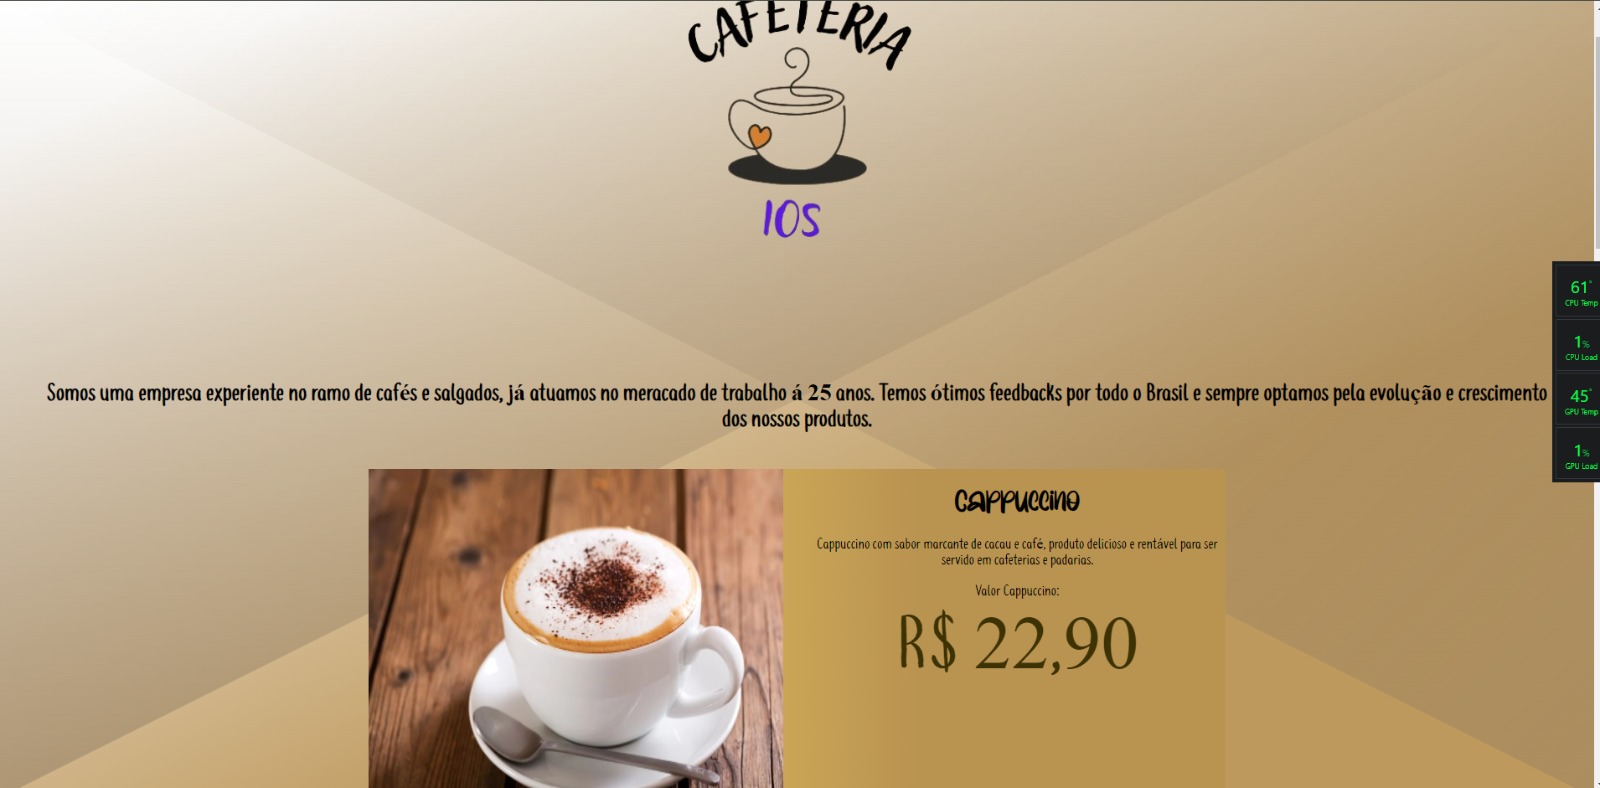 CAFETERIA
IOS
Somos uma empresa experiente no ramo de cafés e salgados, já atuamos no meracado de trabalho á 25 anos. Temos ótimos feedbacks por todo o Brasil e sempre optamos pela evolução e crescimento
dos nossos produtos.
Cappuccino
Cappuccino com sabor marcante de cacau e café, produto delicioso e rentável para ser
servido em cafeterias e padarias.
Valor Cappuccino:
R$ 22,90
61°
CPU Temp
1%
CPU Load
45°
GPU Temp
1%
GPU Load